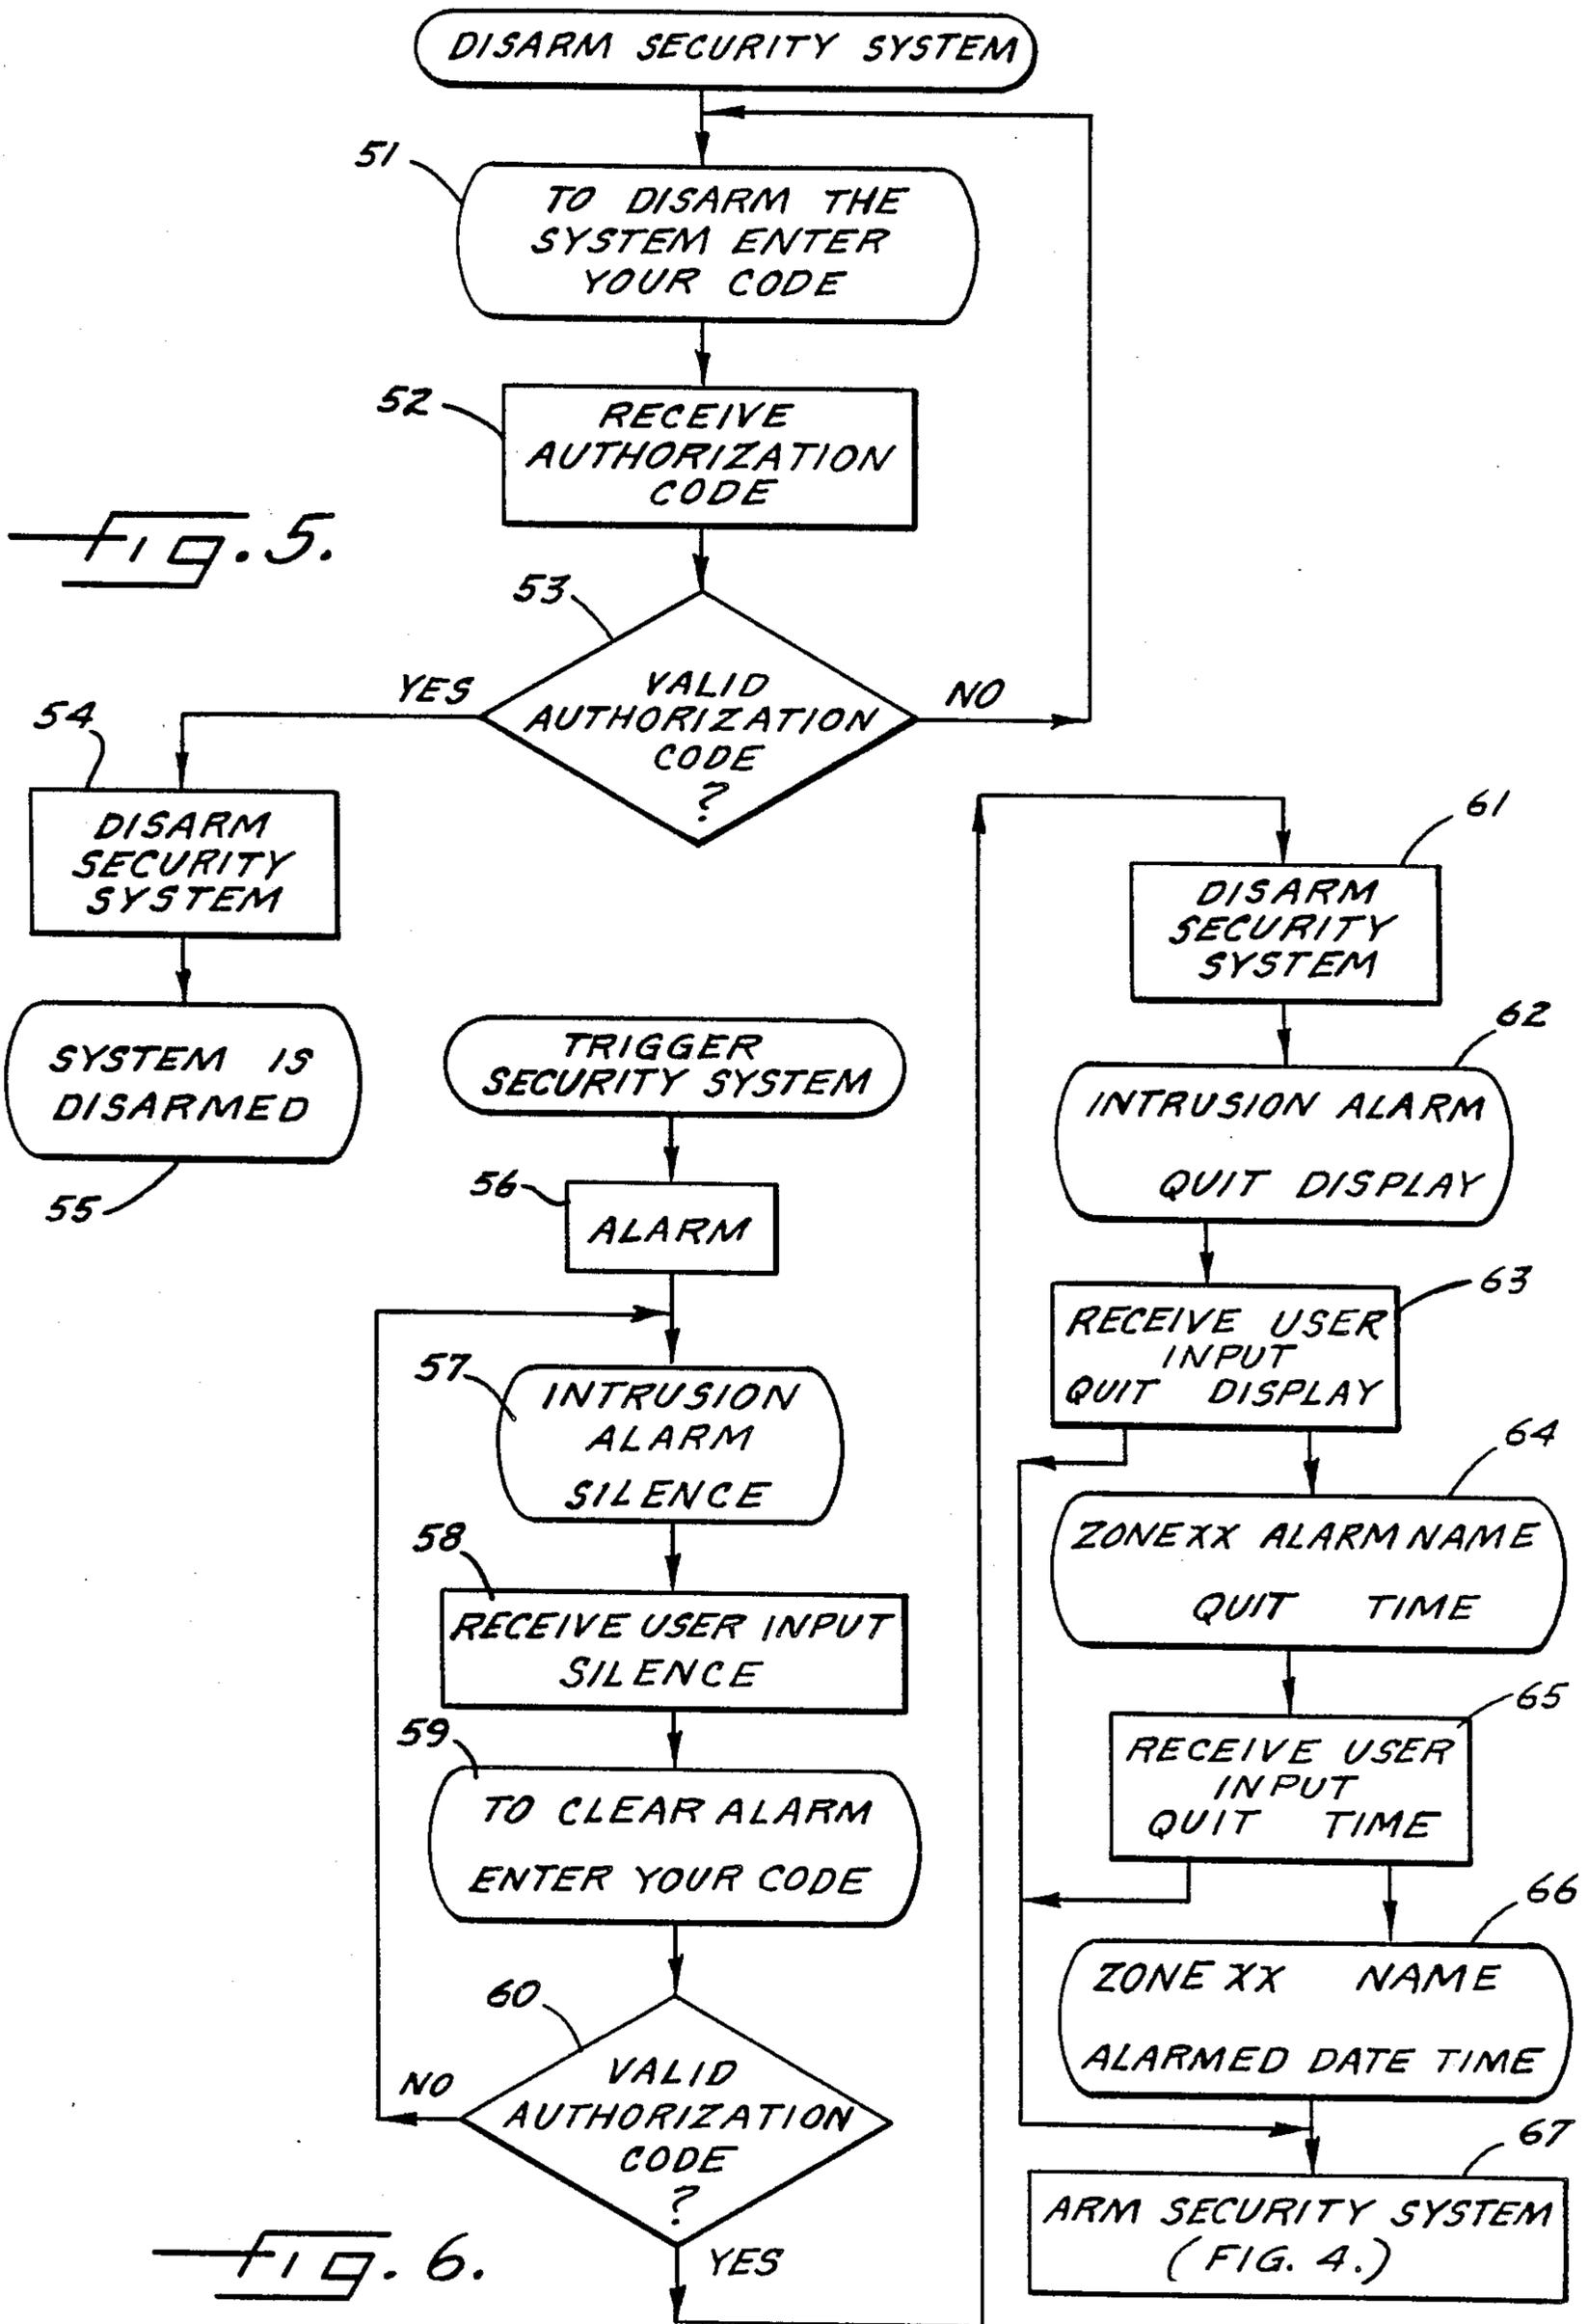 DISARM SECURITY SYSTEM
51
TO DISARM THE
SYSTEM ENTER
YOUR CODE
52
RECEIVE
AUTHORIZATION
CODE
Fig. 5.
53
VALID
AUTHORIZATION
CODE
?
YES
NO
54
DISARM
SECURITY
SYSTEM
SYSTEM IS
DISARMED
55
TRIGGER
SECURITY SYSTEM
56
ALARM
57
INTRUSION
ALARM
SILENCE
58
RECEIVE USER INPUT
SILENCE
59
TO CLEAR ALARM
ENTER YOUR CODE
60
VALID
AUTHORIZATION
CODE
?
NO
YES
Fig. 6.
61
DISARM
SECURITY
SYSTEM
62
INTRUSION ALARM
QUIT DISPLAY
63
RECEIVE USER
INPUT
QUIT DISPLAY
64
ZONE XX ALARM NAME
QUIT TIME
65
RECEIVE USER
INPUT
QUIT TIME
66
ZONE XX NAME
ALARMED DATE TIME
67
ARM SECURITY SYSTEM
(FIG. 4.)